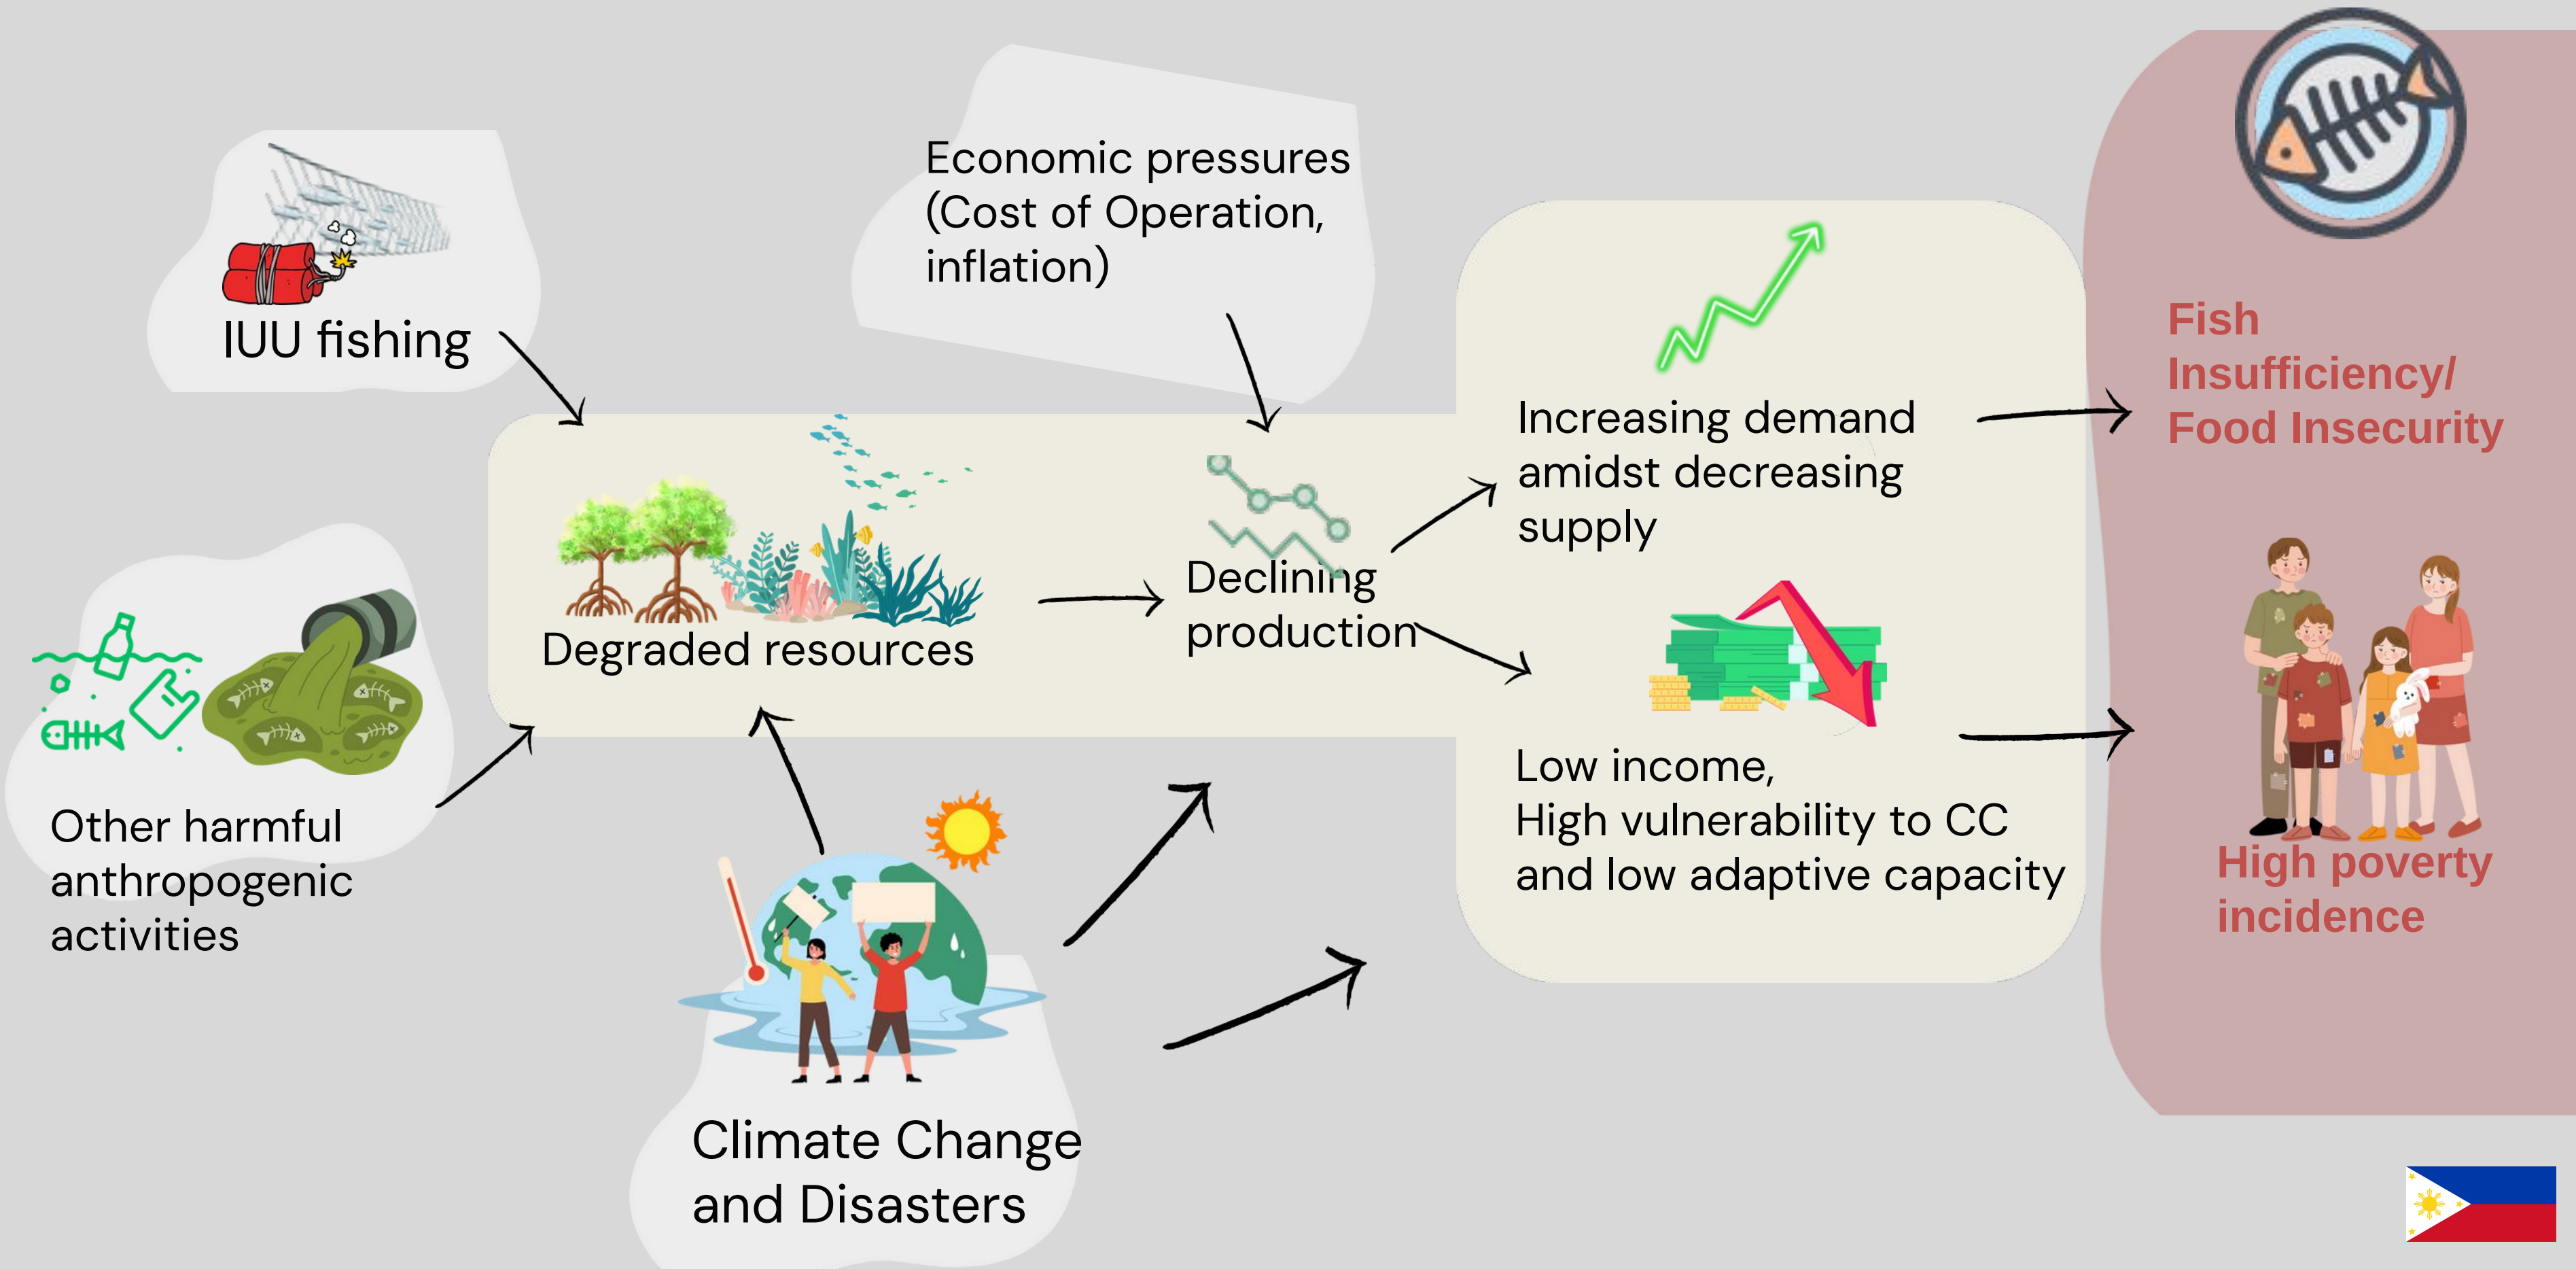 IUU fishing
Other harmful
anthropogenic
activities
Economic pressures
(Cost of Operation,
inflation)
Degraded resources
Declining
production
Climate Change
and Disasters
Increasing demand
amidst decreasing
supply
Low income,
High vulnerability to CC
and low adaptive capacity
Fish
Insufficiency/
Food Insecurity
High poverty
incidence